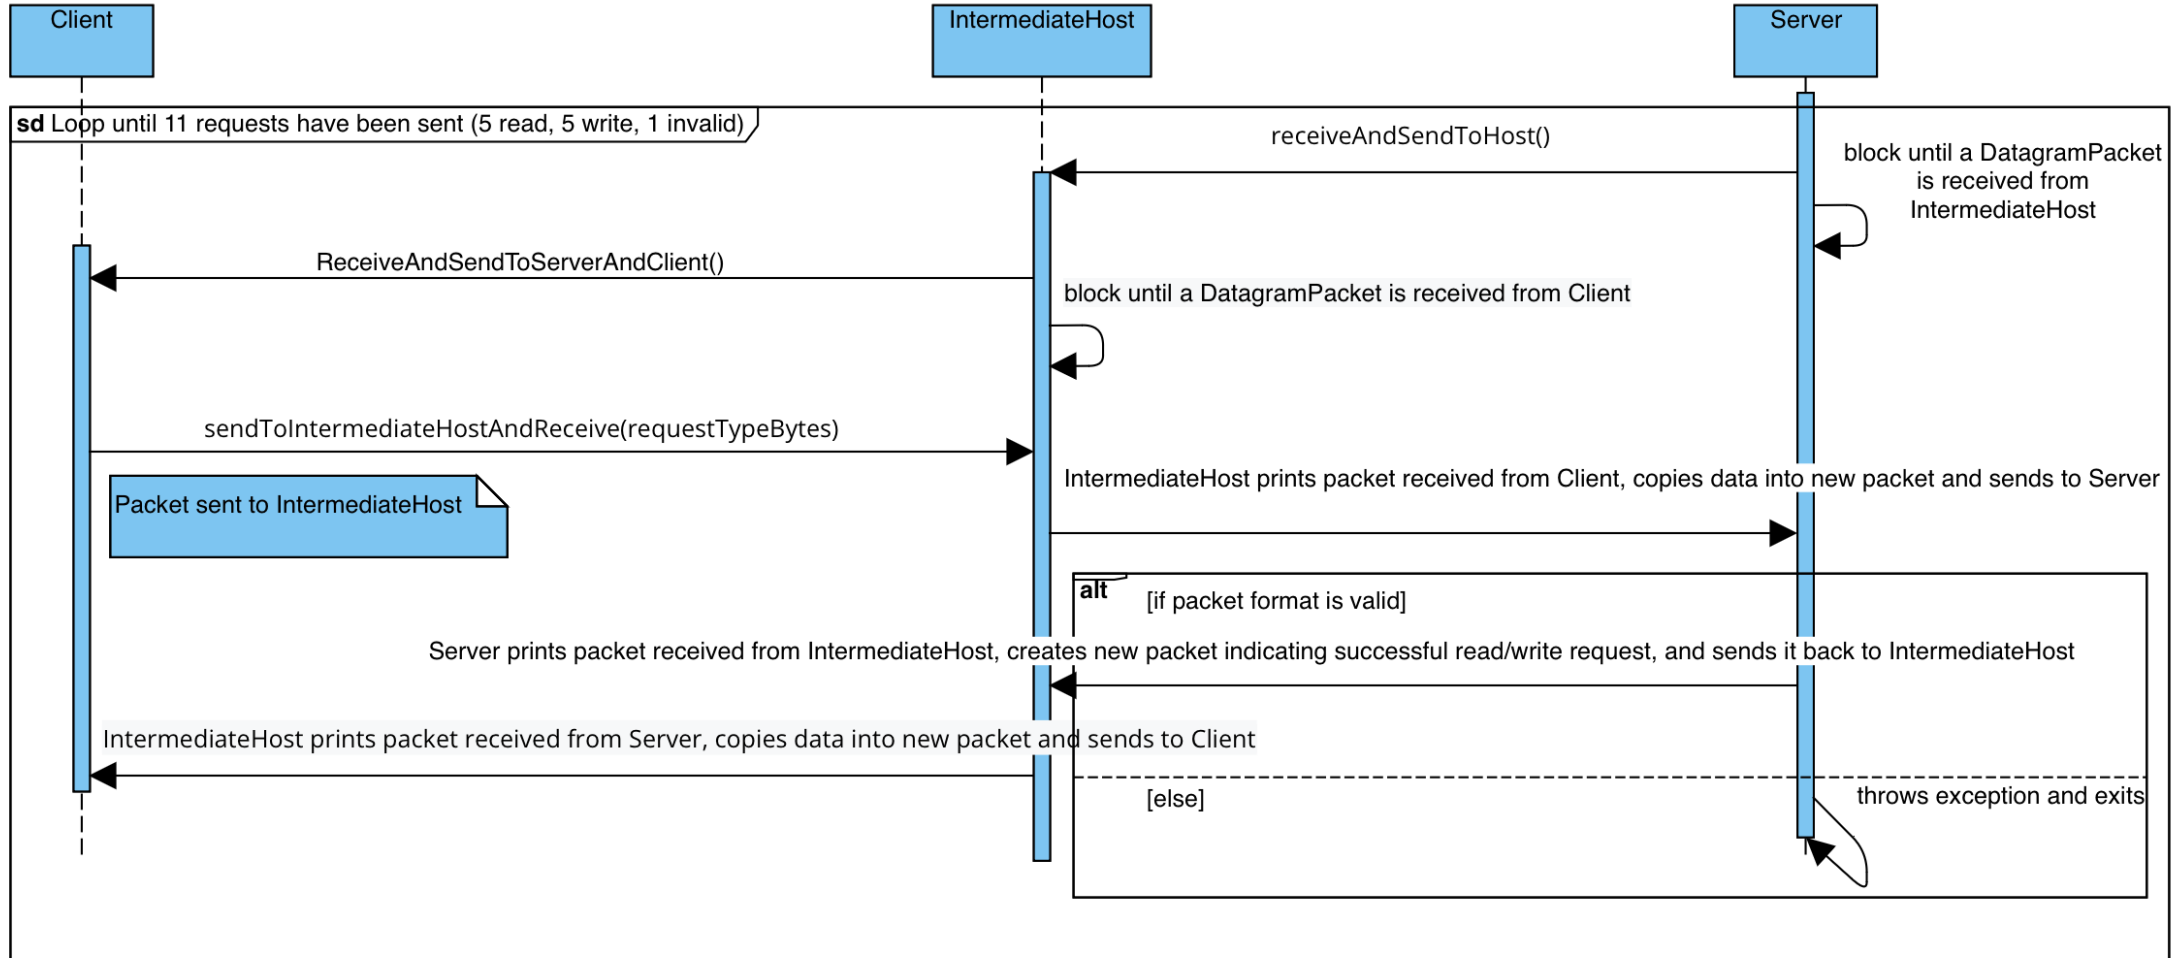 Client
IntermediateHost
Server
sd Loop until 11 requests have been sent (5 read, 5 write, 1 invalid)
receiveAndSendToHost()
block until a DatagramPacket
is received from
IntermediateHost
ReceiveAndSendToServerAndClient()
block until a DatagramPacket is received from Client
sendToIntermediateHostAndReceive(requestTypeBytes)
IntermediateHost prints packet received from Client, copies data into new packet and sends to Server
Packet sent to IntermediateHost
alt
[if packet format is valid]
Server prints packet received from IntermediateHost, creates new packet indicating successful read/write request, and sends it back to IntermediateHost
IntermediateHost prints packet received from Server, copies data into new packet and sends to Client
[else]
throws exception and exits